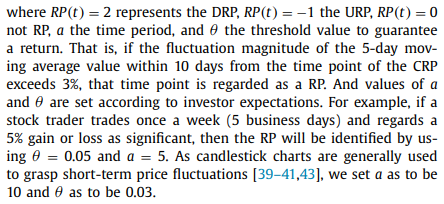 where RP(t) = 2 represents the DRP, RP(t) = −1 the URP, RP(t) = 0
not RP, a the time period, and θ the threshold value to guarantee
a return. That is, if the fluctuation magnitude of the 5-day mov-
ing average value within 10 days from the time point of the CRP
exceeds 3%, that time point is regarded as a RP. And values of a
and θ are set according to investor expectations. For example, if a
stock trader trades once a week (5 business days) and regards a
5% gain or loss as significant, then the RP will be identified by us-
ing θ = 0.05 and a = 5. As candlestick charts are generally used
to grasp short-term price fluctuations [39–41,43], we set a as to be
10 and θ as to be 0.03.